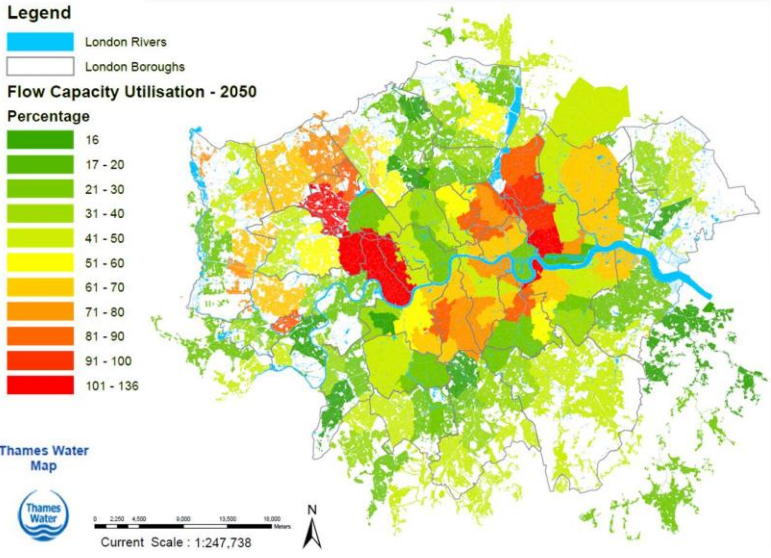 Legend
London Rivers
London Boroughs
Flow Capacity Utilisation - 2050
Percentage
16
17 - 20
21 - 30
31 - 40
41 - 50
51 - 60
61 - 70
71 - 80
81 - 90
91 - 100
101 - 136
Thames Water
Map
Thames
Water
0 2,250 4,500 9,000 13,500 18,000
Meters
Current Scale : 1:247,738
N